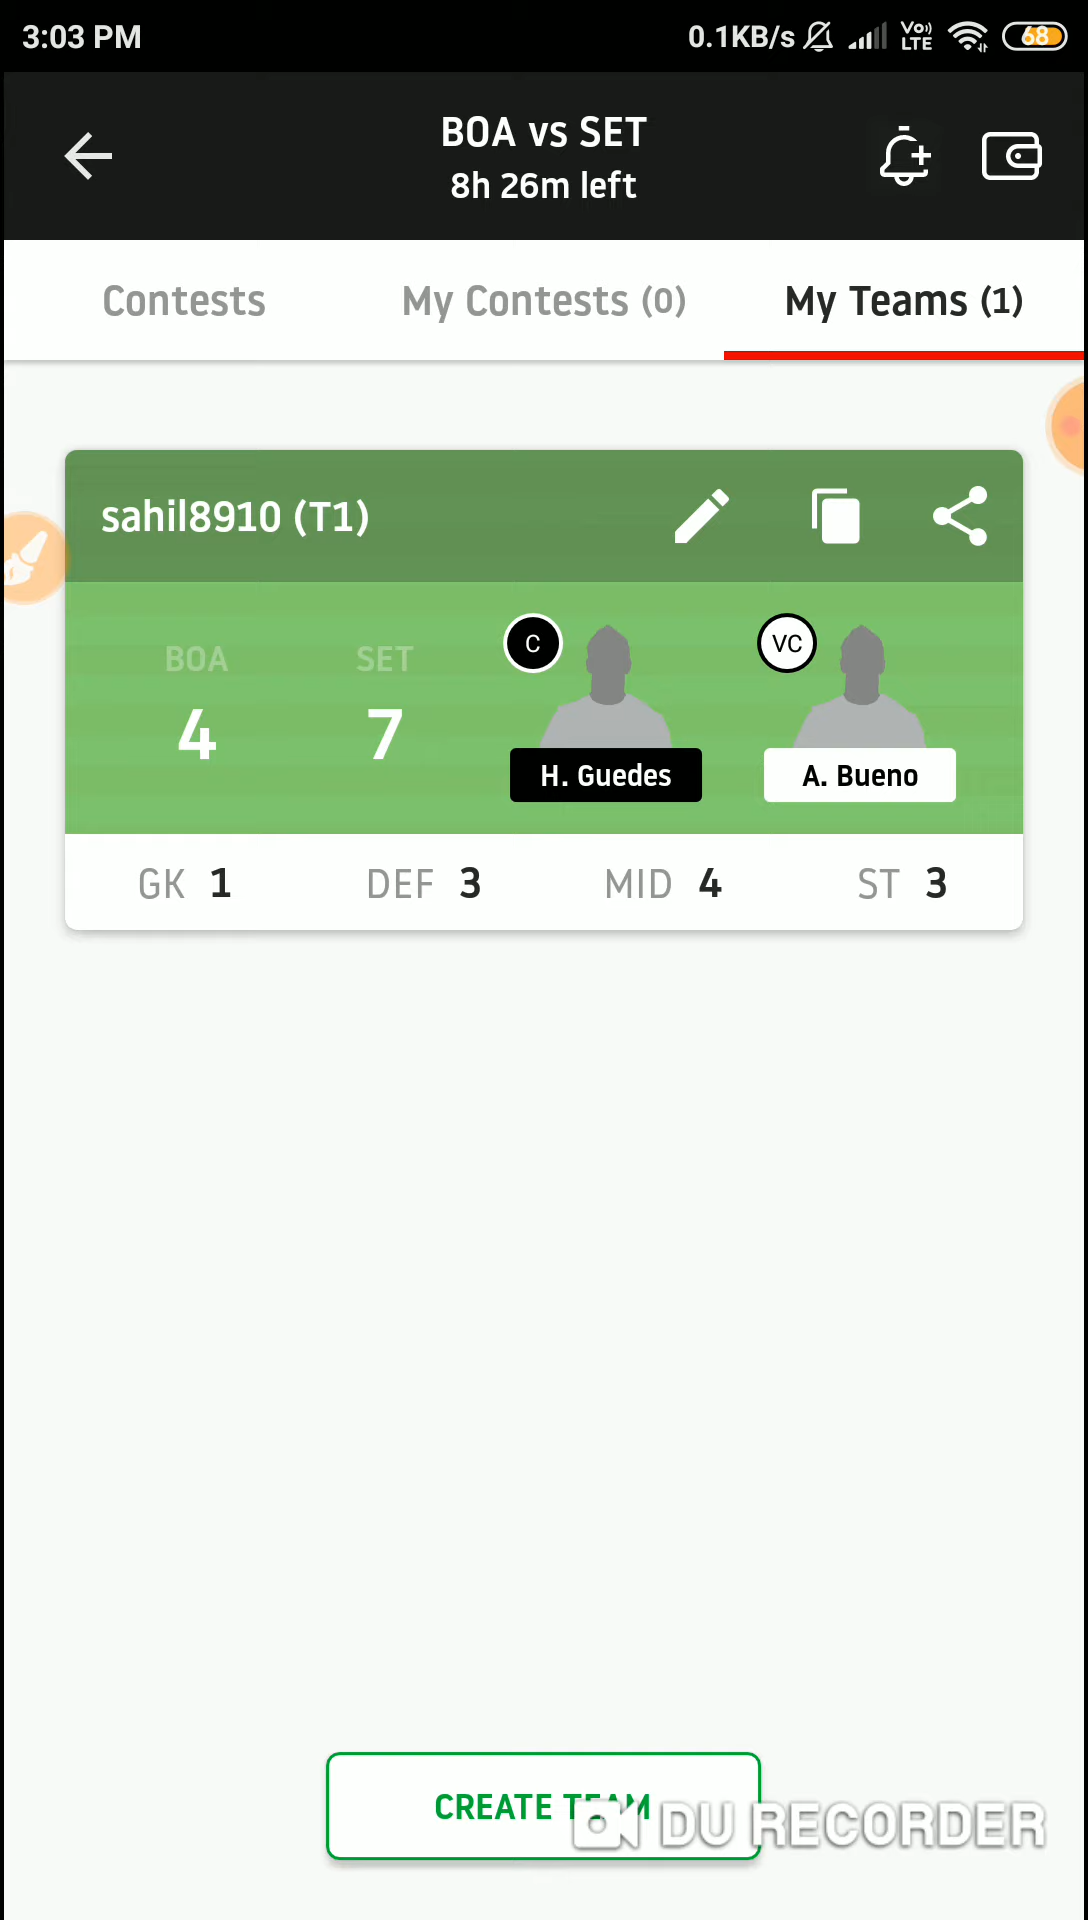 3:03 PM
0.1KB/s
Vo))
LTE
68
BOA vs SET
8h 26m left
Contests
My Contests (0)
My Teams (1)
sahil8910 (T1)
BOA
SET
C
VC
4
7
H. Guedes
A. Bueno
GK 1
DEF 3
MID 4
ST 3
CREATE TEAM
DU RECORDER